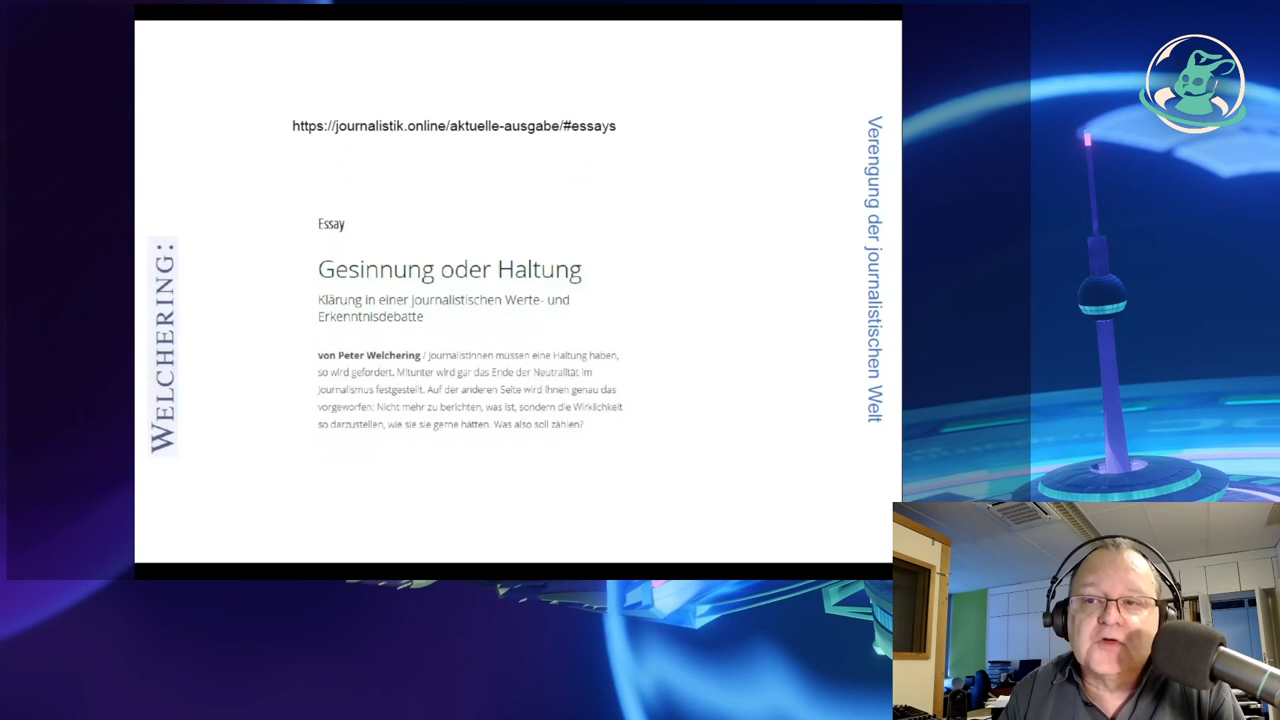 https://journalistik.online/aktuelle-ausgabe/#essays
Essay
Gesinnung oder Haltung
Klärung in einer journalistischen Werte- und
Erkenntnisdebatte
von Peter Welchering / JournalistInnen müssen eine Haltung haben,
so wird gefordert. Mitunter wird gar das Ende der Neutralität im
Journalismus festgestellt. Auf der anderen Seite wird ihnen genau das
vorgeworfen: Nicht mehr zu berichten, was ist, sondern die Wirklichkeit
so darzustellen, wie sie sie gerne hätten. Was also soll zählen?
WELCHERING:
Verengung der journalistischen Welt